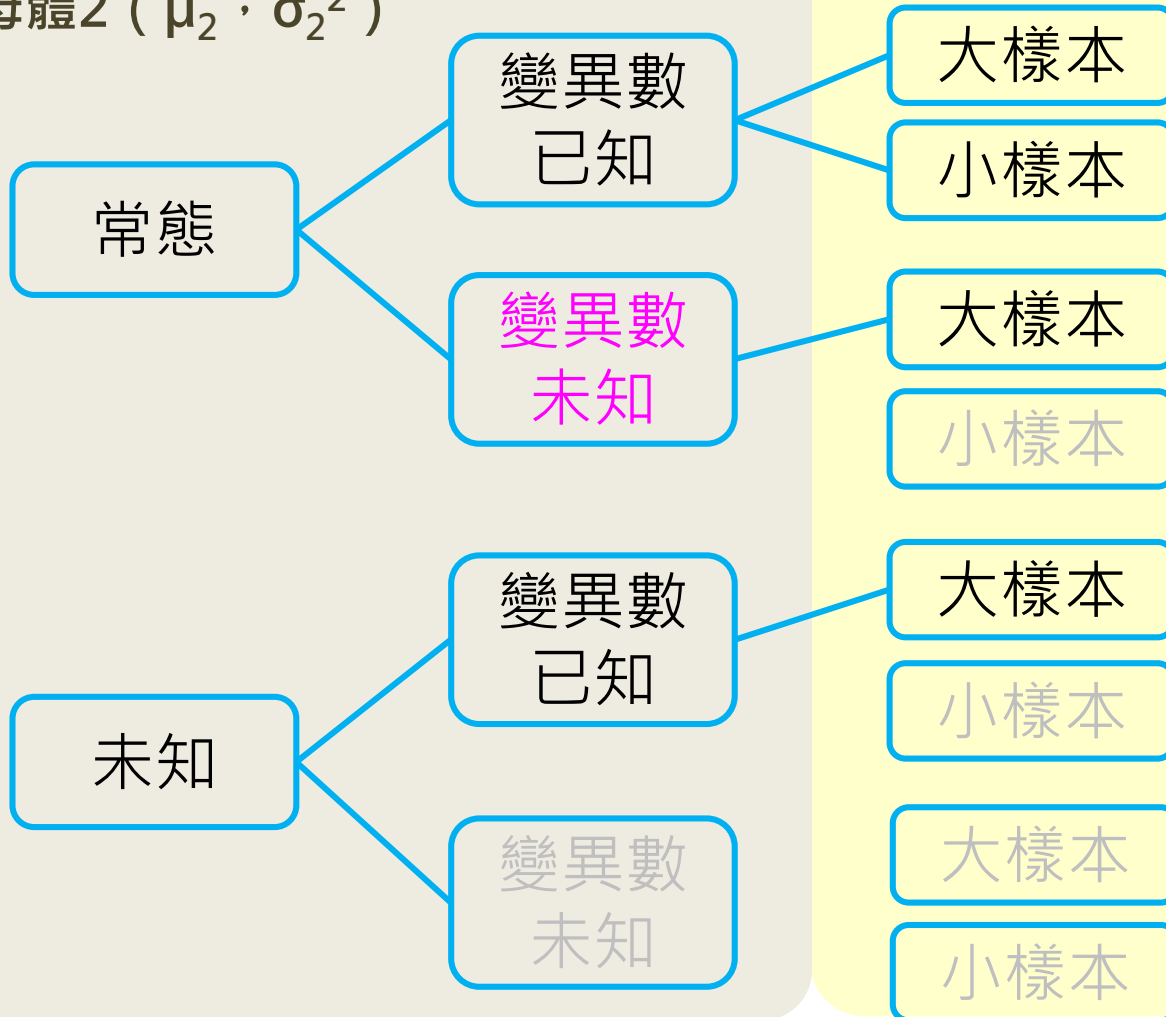 母體2（μ₂，σ₂²）
大樣本
變異數
已知
小樣本
常態
大樣本
變異數
未知
小樣本
大樣本
變異數
已知
小樣本
未知
大樣本
變異數
未知
小樣本